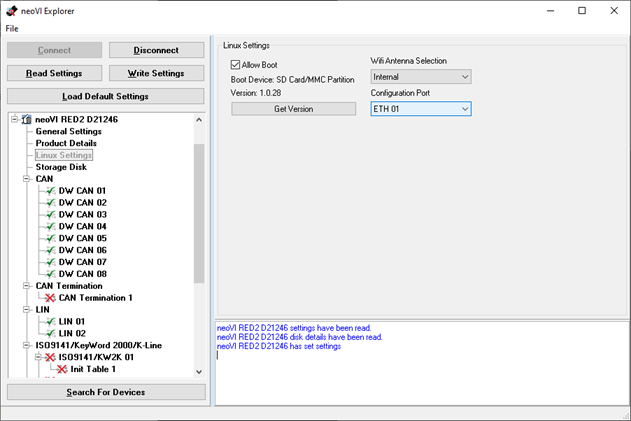 neoVI Explorer
File
Connect
Disconnect
Read Settings
Write Settings
Load Default Settings
neoVI RED2 D21246
General Settings
Product Details
Linux Settings
Storage Disk
CAN
DW CAN 01
DW CAN 02
DW CAN 03
DW CAN 04
DW CAN 05
DW CAN 06
DW CAN 07
DW CAN 08
CAN Termination
CAN Termination 1
LIN
LIN 01
LIN 02
ISO9141/KeyWord 2000/K-Line
ISO9141/KW2K 01
Init Table 1
Search For Devices
Linux Settings
Allow Boot
Boot Device: SD Card/MMC Partition
Version: 1.0.28
Get Version
Wifi Antenna Selection
Internal
Configuration Port
ETH 01
neoVI RED2 D21246 settings have been read.
neoVI RED2 D21246 disk details have been read.
neoVI RED2 D21246 has set settings